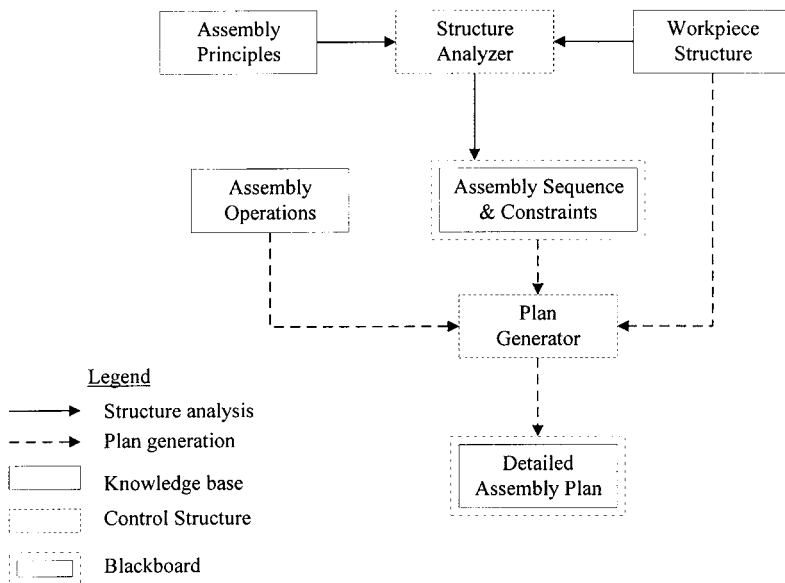 Assembly
Principles
Structure
Analyzer
Workpiece
Structure
Assembly
Operations
Assembly Sequence
& Constraints
Plan
Generator
Legend
Structure analysis
Plan generation
Knowledge base
Control Structure
Blackboard
Detailed
Assembly Plan